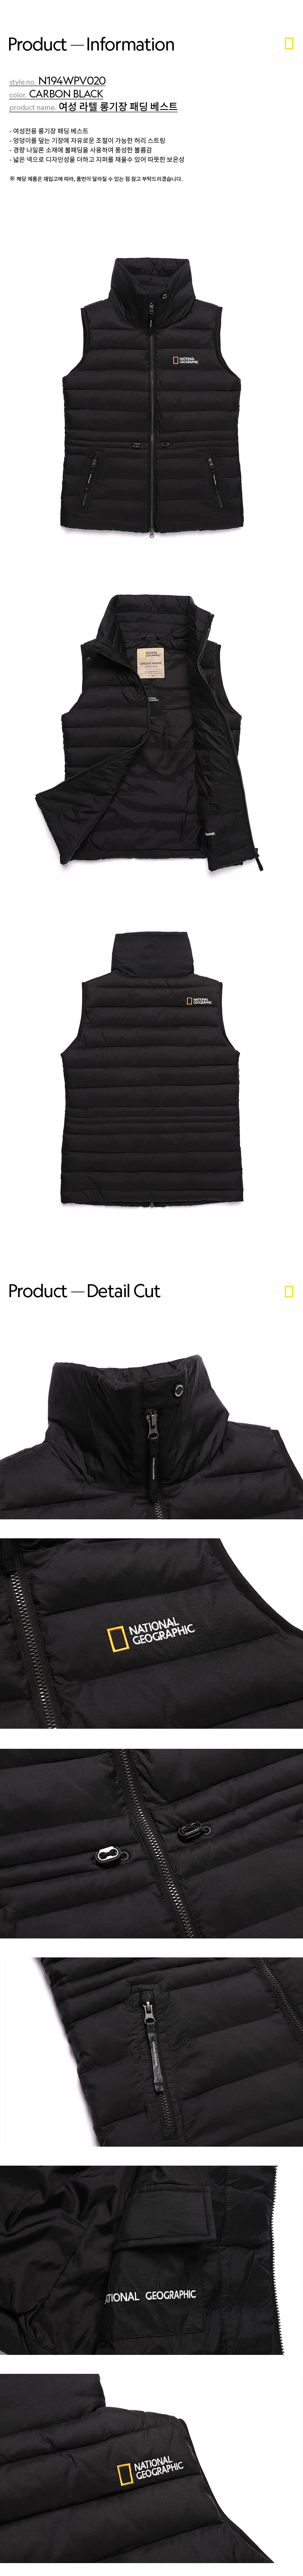 Product — Information
style no. N194WPV020
color. CARBON BLACK
product name. 여성 라텔 롱기장 패딩 베스트
- 여성전용 롱기장 패딩 베스트
- 엉덩이를 덮는 기장에 자유로운 조절이 가능한 허리 스트링
- 경량 나일론 소재에 볼패딩을 사용하여 풍성한 볼륨감
- 넓은 넥으로 디자인성을 더하고 지퍼를 채울수 있어 따뜻한 보온성
※ 해당 제품은 재입고에 따라, 품번이 달라질 수 있는 점 참고 부탁드리겠습니다.
NATIONAL
GEOGRAPHIC
NATIONAL
GEOGRAPHIC
NATIONAL
GEOGRAPHIC
Product — Detail Cut
NATIONAL
GEOGRAPHIC
ATIONAL GEOGRAPHIC
NATIONAL
GEOGRAPHIC